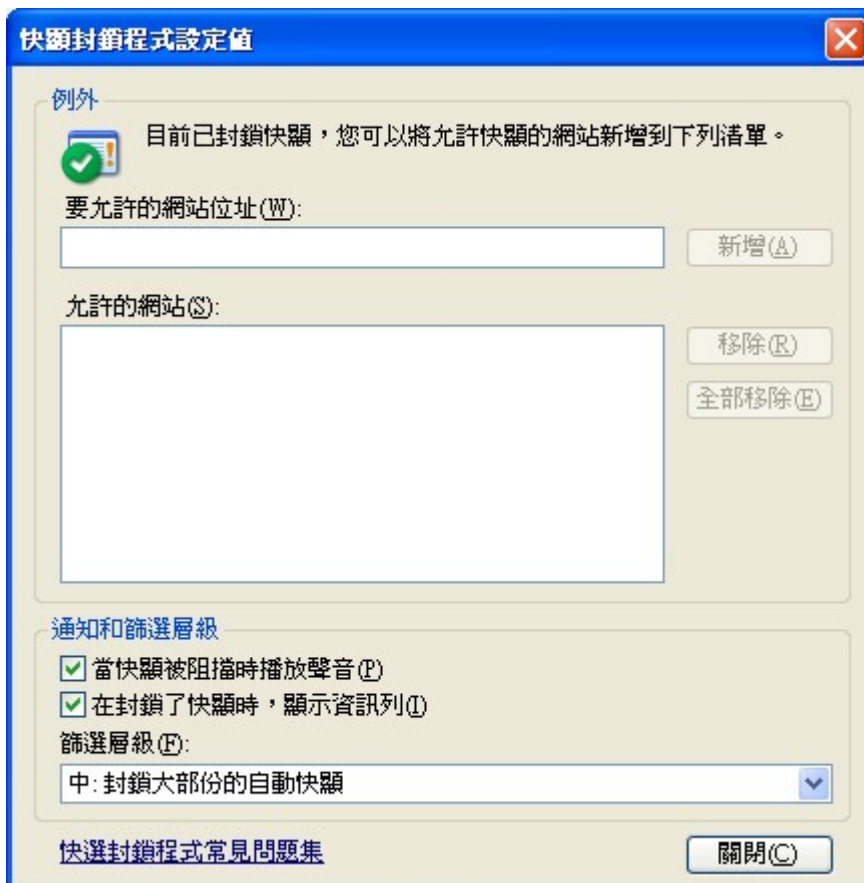 快顯封鎖程式設定值
例外
目前已封鎖快顯，您可以將允許快顯的網站新增到下列清單。
要允許的網站位址(W):
新增(A)
允許的網站(S):
移除(R)
全部移除(E)
通知和篩選層級
當快顯被阻擋時播放聲音(P)
在封鎖了快顯時，顯示資訊列(I)
篩選層級(F):
中: 封鎖大部份的自動快顯
快選封鎖程式常見問題集
關閉(C)